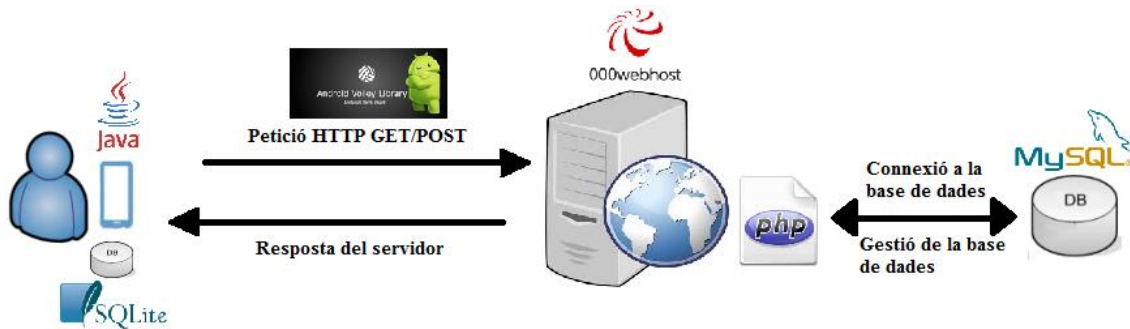 Java
DB
SQLite
Android Volley Library
Petició HTTP GET/POST
Resposta del servidor
000webhost
php
Connexió a la
base de dades
Gestió de la base
de dades
MySQL
DB